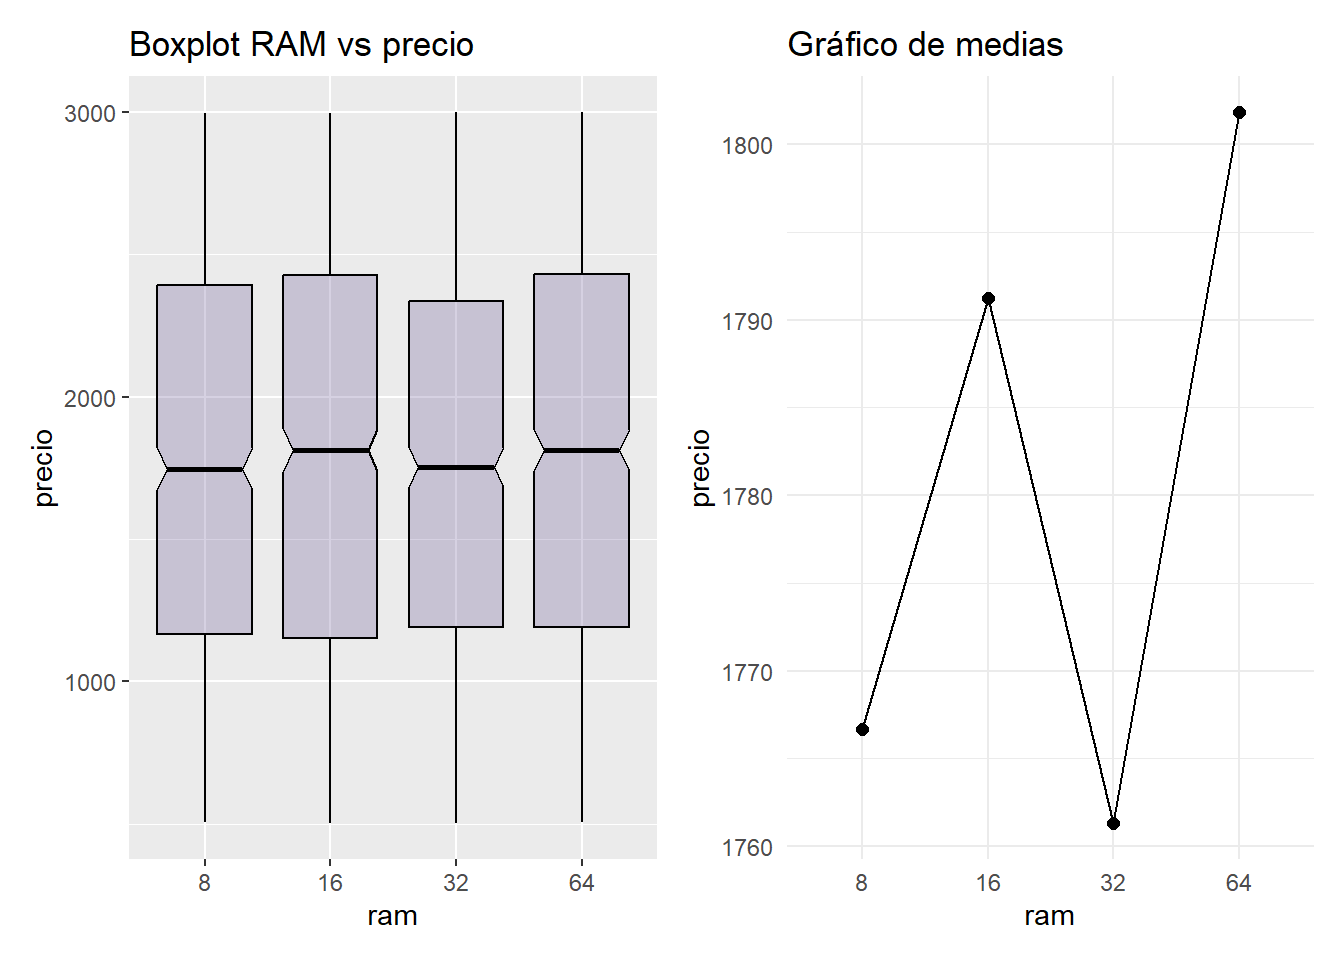 Boxplot RAM vs precio
3000
2000
1000
precio
8 16 32 64
ram
Gráfico de medias
1800
1790
1780
1770
1760
precio
8 16 32 64
ram